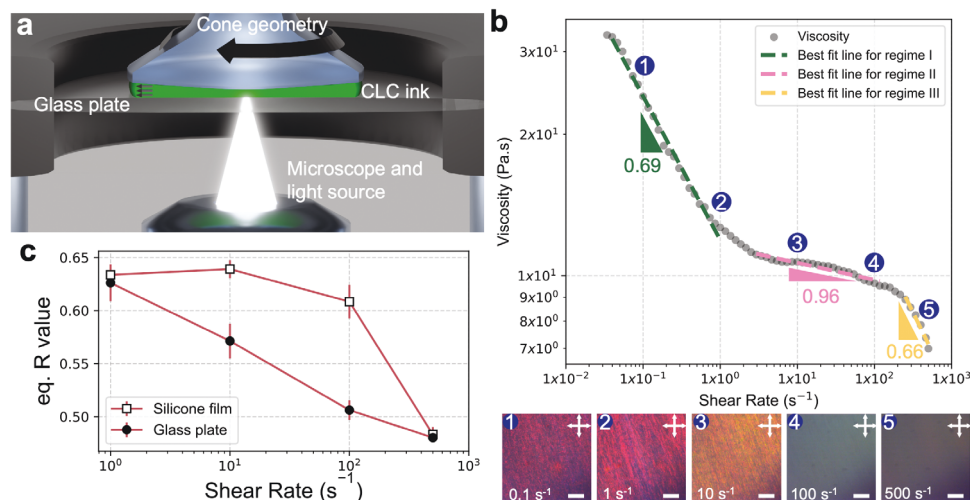 a
Cone geometry
Glass plate
CLC ink
Microscope and
light source
b
Viscosity (Pa.s)
3x10¹
2x10¹
1x10¹
9x10⁰
8x10⁰
7x10⁰
Viscosity
Best fit line for regime I
Best fit line for regime II
Best fit line for regime III
1
2
3
4
5
0.69
0.96
0.66
1x10⁻²
1x10⁻¹
1x10⁰
1x10¹
1x10²
1x10³
Shear Rate (s⁻¹)
1
0.1 s⁻¹
2
1 s⁻¹
3
10 s⁻¹
4
100 s⁻¹
5
500 s⁻¹
c
eq. R value
0.65
0.60
0.55
0.50
Silicone film
Glass plate
10⁰
10¹
10²
10³
Shear Rate (s⁻¹)